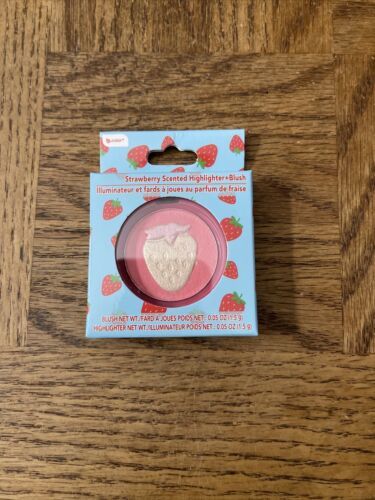 Strawberry Scented Highlighter+Blush
Illuminateur et fards à joues au parfum de fraise
BLUSH NET WT./FARD À JOUES POIDS NET.: 0.05 OZ (1.5 g)
HIGHLIGHTER NET WT./ILLUMINATEUR POIDS NET.: 0.05 OZ (1.5 g)